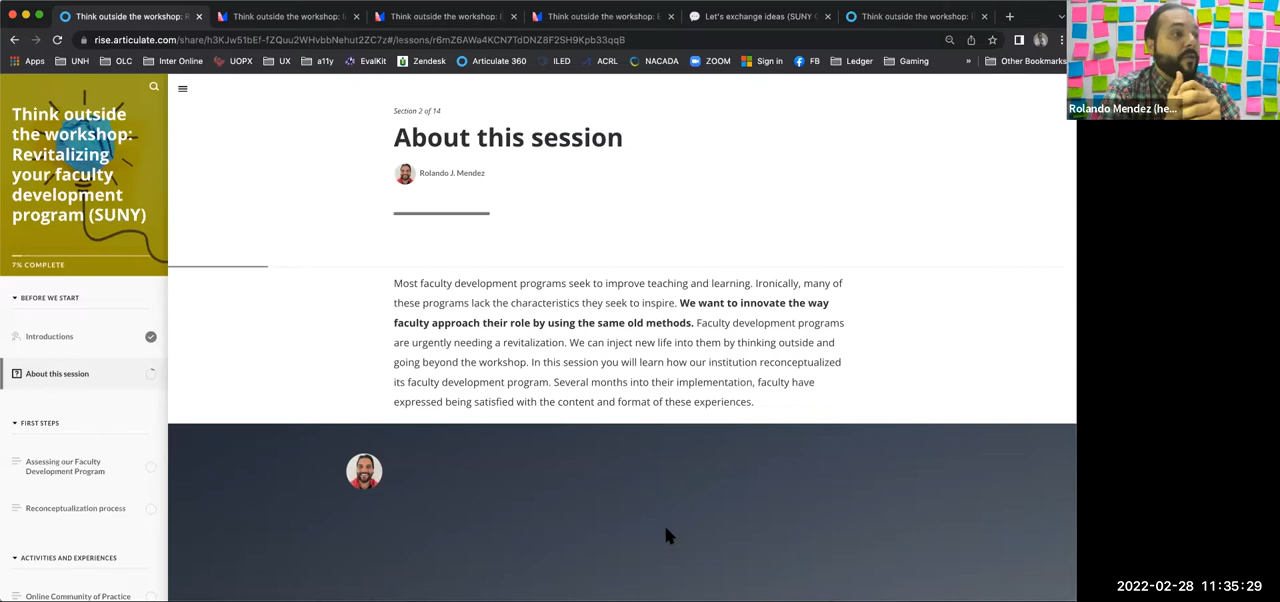 Think outside the workshop: R
Think outside the workshop: I
Think outside the workshop: 
Think outside the workshop: E
Let's exchange ideas (SUNY C
Think outside the workshop:
rise.articulate.com/share/h3KJw51bEf-fZQuu2WHvbbNehut2ZC7z#/lessons/r6mZ6WA4KCN7TdDNZ8F2SH9Kpb33qqB
Apps UNH OLC Inter Online UOPX UX a11y EvalKit Zendesk Articulate 360 ILED ACRL NACADA ZOOM Sign in FB Ledger Gaming » Other Bookmarks
Rolando Mendez (he...
Think outside
the workshop:
Revitalizing
your faculty
development
program (SUNY)
7% COMPLETE
BEFORE WE START
Introductions
About this session
FIRST STEPS
Assessing our Faculty
Development Program
Reconceptualization process
ACTIVITIES AND EXPERIENCES
Online Community of Practice
Section 2 of 14
About this session
Rolando J. Mendez
Most faculty development programs seek to improve teaching and learning. Ironically, many of
these programs lack the characteristics they seek to inspire. We want to innovate the way
faculty approach their role by using the same old methods. Faculty development programs
are urgently needing a revitalization. We can inject new life into them by thinking outside and
going beyond the workshop. In this session you will learn how our institution reconceptualized
its faculty development program. Several months into their implementation, faculty have
expressed being satisfied with the content and format of these experiences.
2022-02-28 11:35:29